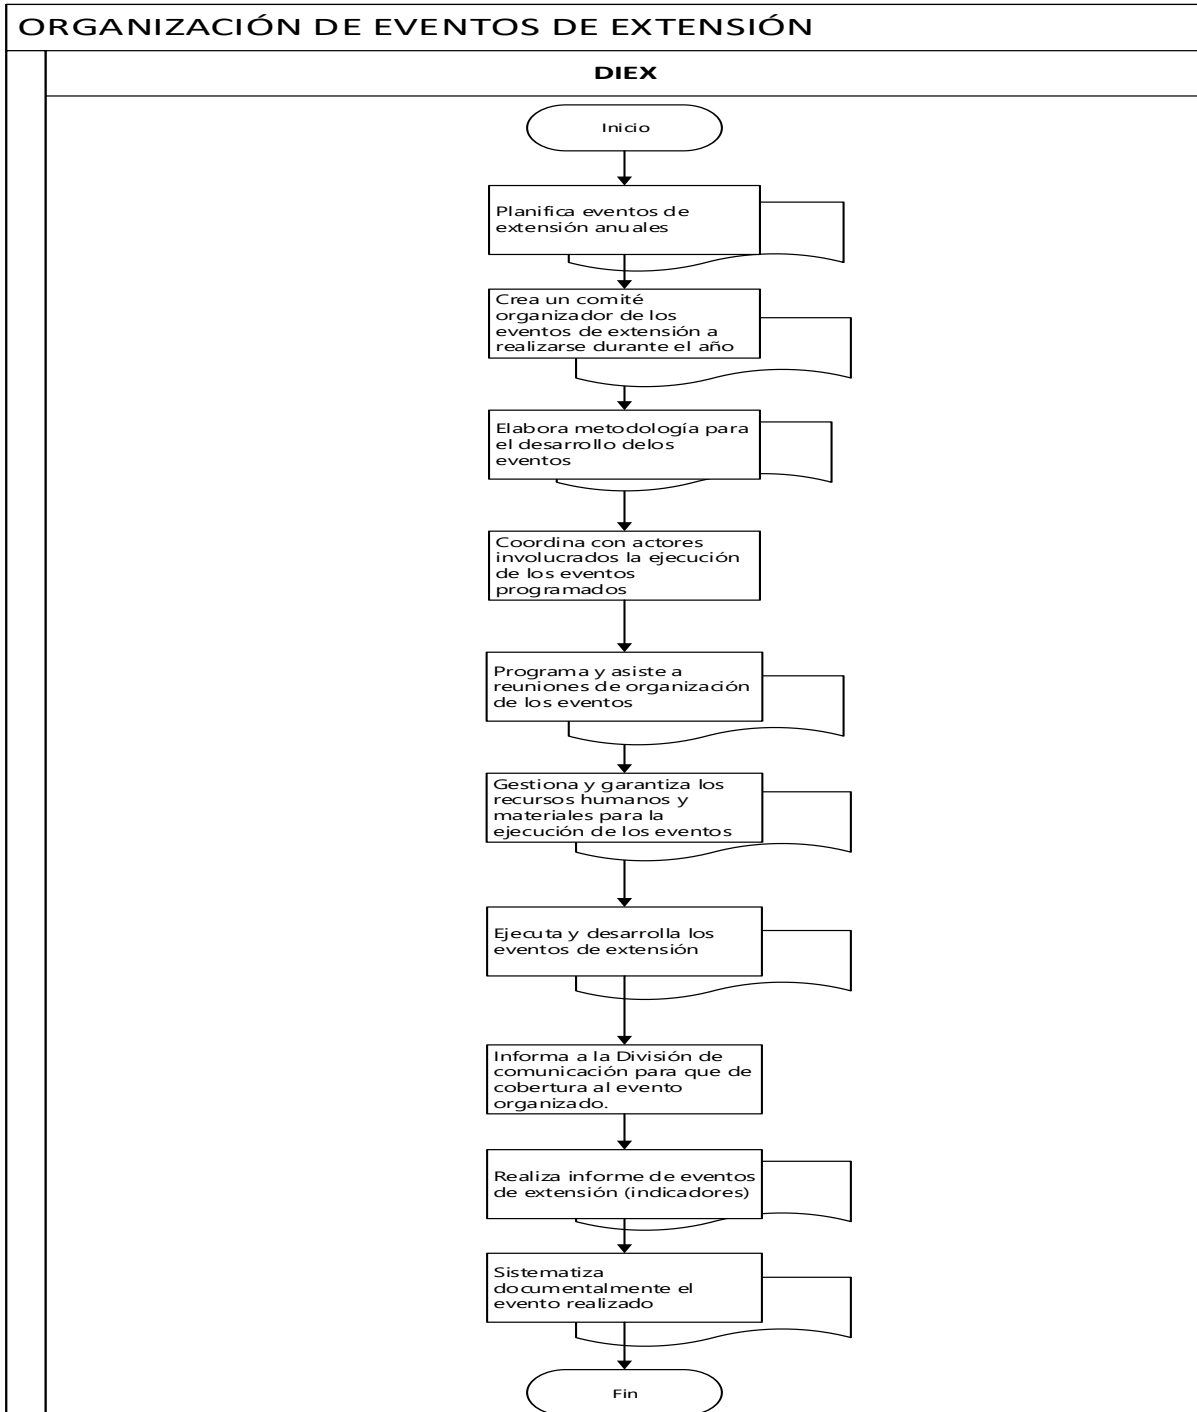 ORGANIZACIÓN DE EVENTOS DE EXTENSIÓN
DIEX
Inicio
Planifica eventos de
extensión anuales
Crea un comité
organizador de los
eventos de extensión a
realizarse durante el año
Elabora metodología para
el desarrollo delos
eventos
Coordina con actores
involucrados la ejecución
de los eventos
programados
Programa y asiste a
reuniones de organización
de los eventos
Gestiona y garantiza los
recursos humanos y
materiales para la
ejecución de los eventos
Ejecuta y desarrolla los
eventos de extensión
Informa a la División de
comunicación para que de
cobertura al evento
organizado.
Realiza informe de eventos
de extensión (indicadores)
Sistematiza
documentalmente el
evento realizado
Fin